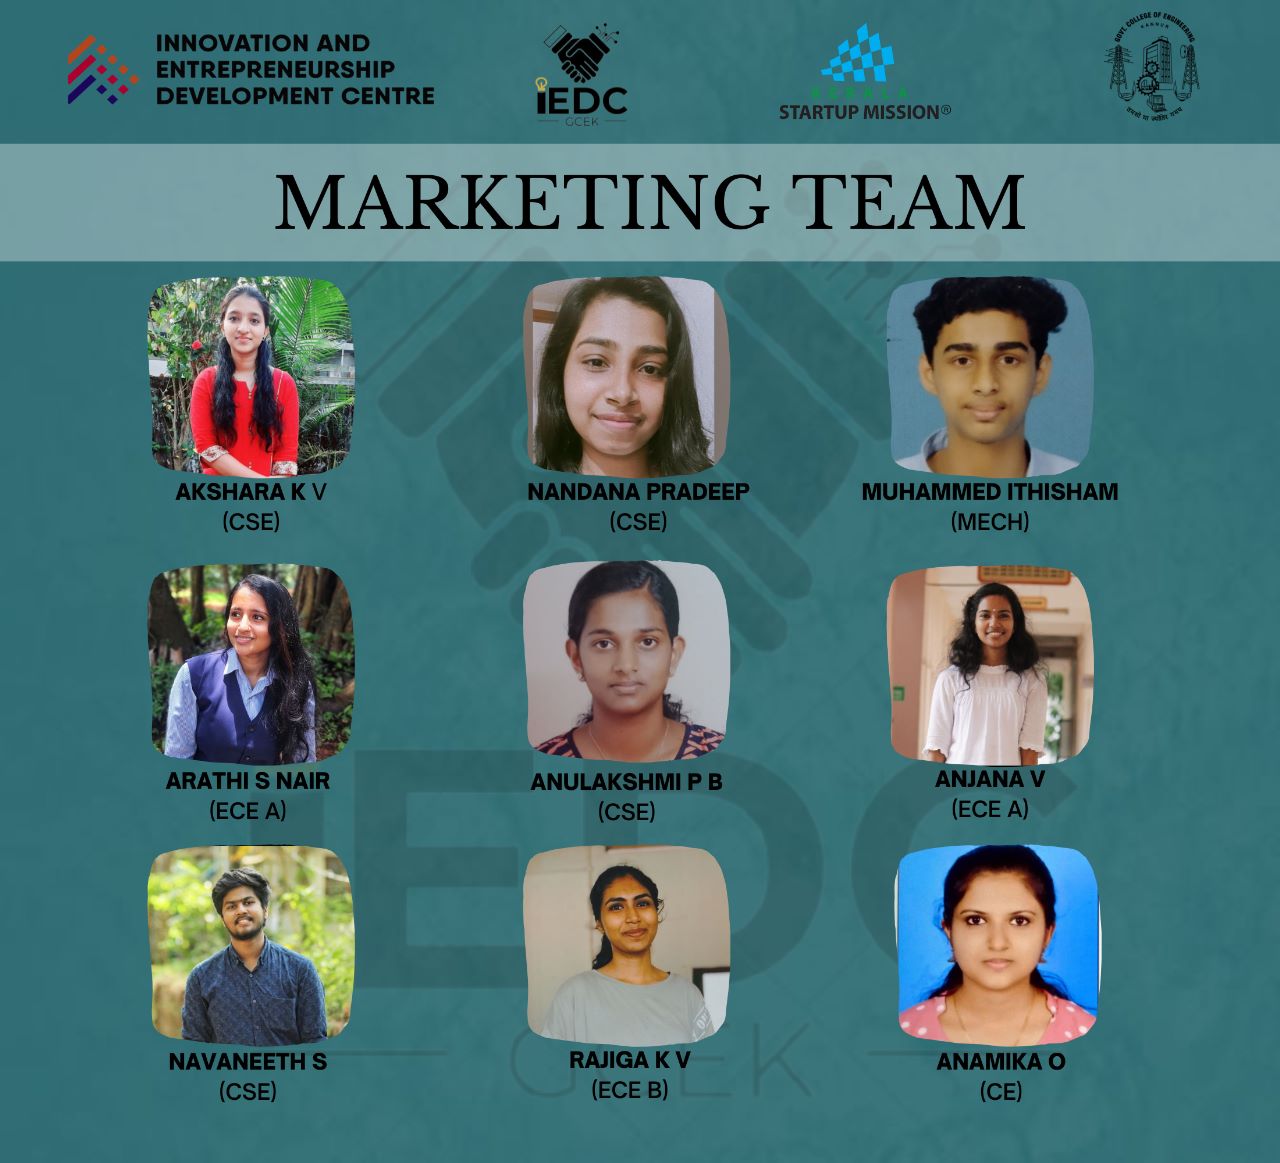 INNOVATION AND
ENTREPRENEURSHIP
DEVELOPMENT CENTRE
iEDC
GCEK
KERALA
STARTUP MISSION®
GOVT. COLLEGE OF ENGINEERING
KANNUR
तमसो मा ज्योतिर्गमय
MARKETING TEAM
AKSHARA K V
(CSE)
NANDANA PRADEEP
(CSE)
MUHAMMED ITHISHAM
(MECH)
ARATHI S NAIR
(ECE A)
ANULAKSHMI P B
(CSE)
ANJANA V
(ECE A)
NAVANEETH S
(CSE)
RAJIGA K V
(ECE B)
ANAMIKA O
(CE)
IEDC
GCEK